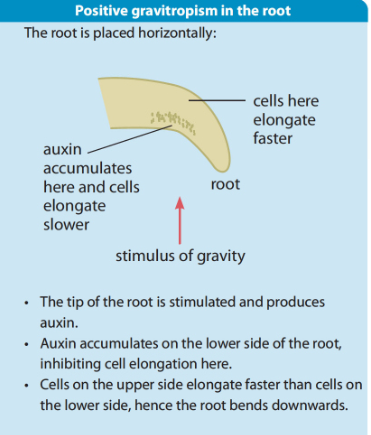 Positive gravitropism in the root
The root is placed horizontally:
cells here
elongate
faster
auxin
accumulates
here and cells
elongate
slower
root
stimulus of gravity
• The tip of the root is stimulated and produces
auxin.
• Auxin accumulates on the lower side of the root,
inhibiting cell elongation here.
• Cells on the upper side elongate faster than cells on
the lower side, hence the root bends downwards.